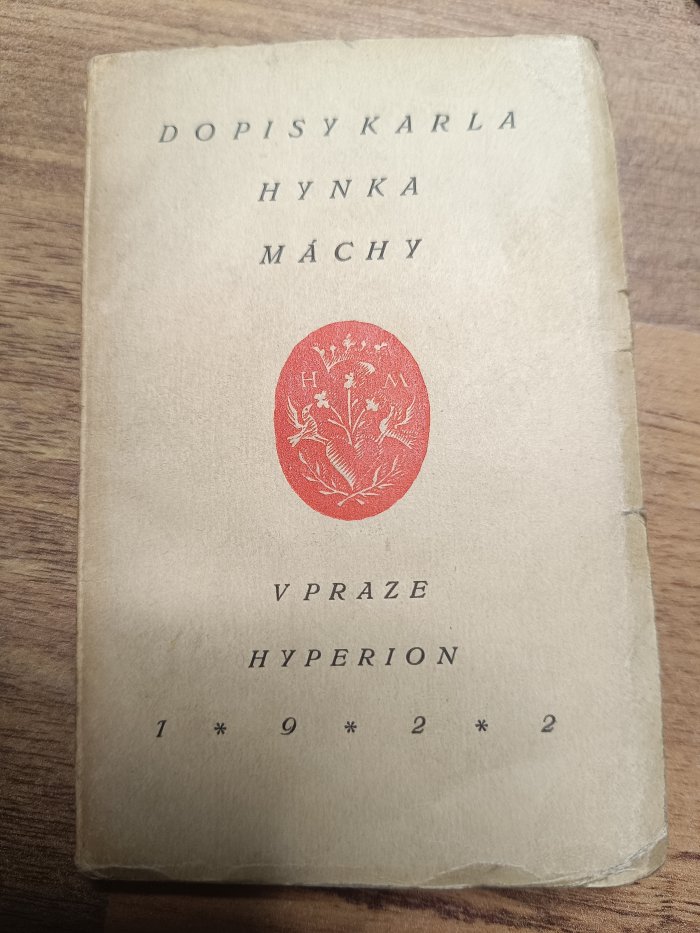 DOPISY KARLA
HYNKA
MÁCHY
H M
V PRAZE
HYPERION
1 * 9 * 2 * 2